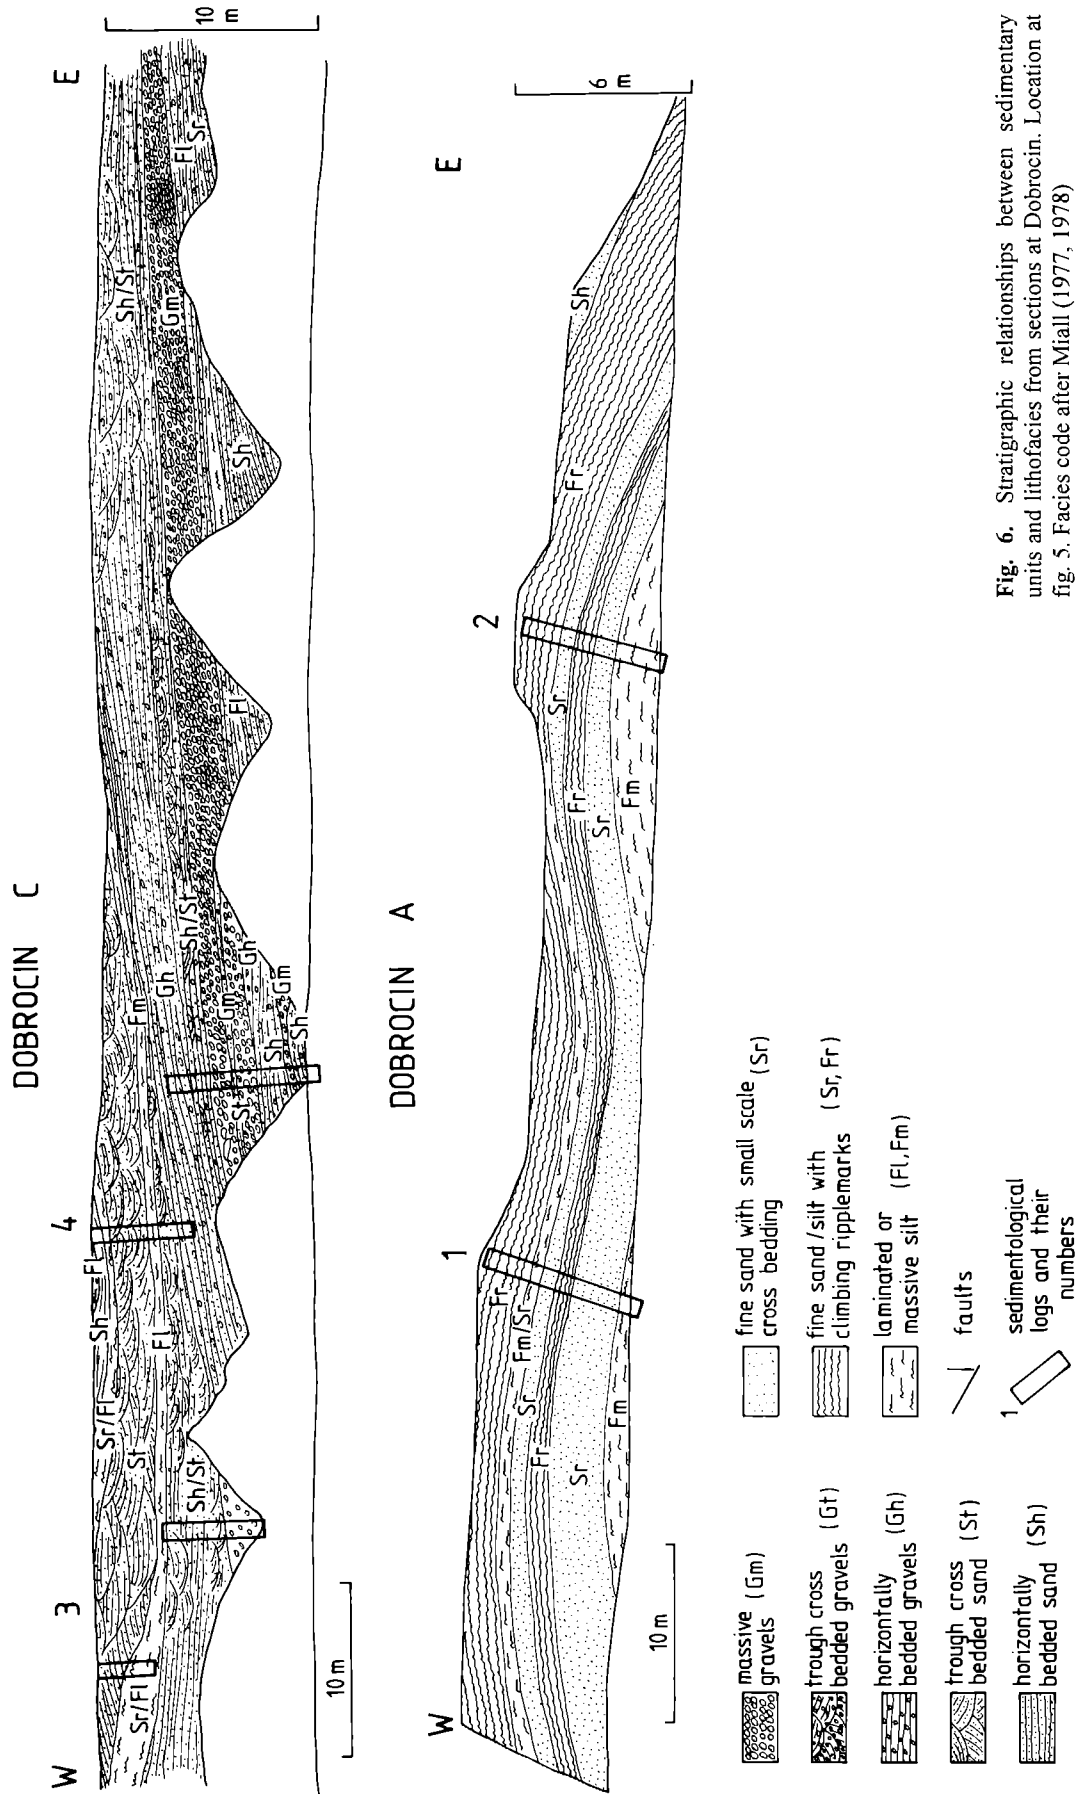 DOBROCIN C
W
3
4
E
10 m
Sr/Fl
Sr/Fl
Sh
Fl
St
Fl
Sh/St
Fm
Gh
Sh/St
Gm
Gh
Gm
St
Sh
Sh
Fl
Sh
Gm
Sh/St
Fl
Sr
10 m
DOBROCIN A
W
1
2
E
6 m
Fr
Fm/Sr
Sr
Fr
Sr
Fm
Sr
Fr
Sr
Fm
Fr
Sh
10 m
massive gravels (Gm)
trough cross bedded gravels (Gt)
horizontally bedded gravels (Gh)
trough cross bedded sand (St)
horizontally bedded sand (Sh)
fine sand with small scale cross bedding (Sr)
fine sand/silt with climbing ripplemarks (Sr, Fr)
laminated or massive silt (Fl, Fm)
faults
1
sedimentological logs and their numbers
Fig. 6. Stratigraphic relationships between sedimentary
units and lithofacies from sections at Dobrocin. Location at
fig. 5. Facies code after Miall (1977, 1978)